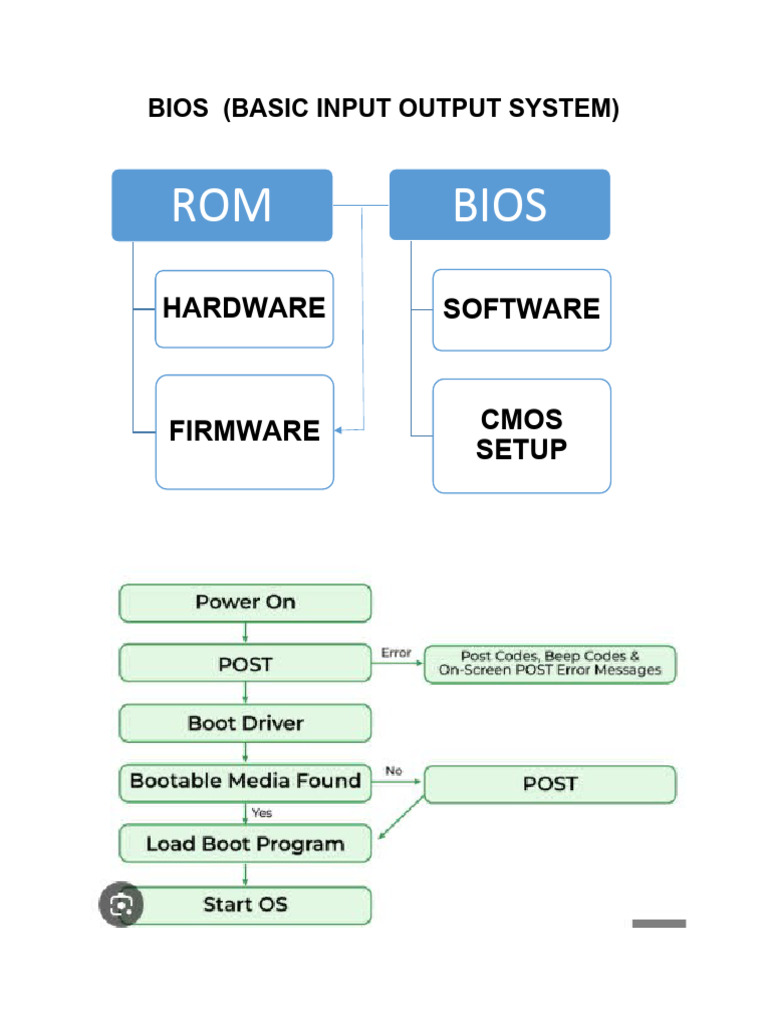 BIOS  (BASIC INPUT OUTPUT SYSTEM)
ROM
BIOS
HARDWARE
SOFTWARE
FIRMWARE
CMOS
SETUP
Power On
POST
Error
Post Codes, Beep Codes &
On-Screen POST Error Messages
Boot Driver
Bootable Media Found
No
POST
Yes
Load Boot Program
Start OS